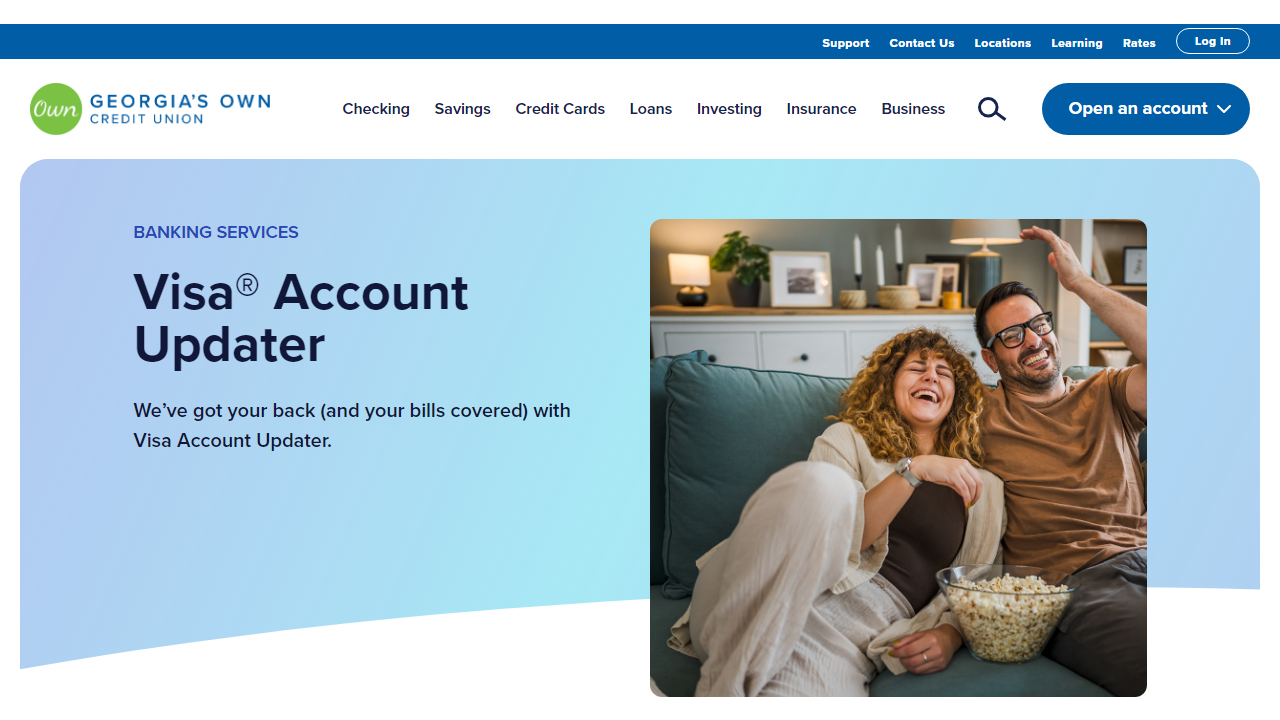 Support Contact Us Locations Learning Rates Log In
Own GEORGIA'S OWN
CREDIT UNION
Checking Savings Credit Cards Loans Investing Insurance Business Open an account
BANKING SERVICES
Visa® Account
Updater
We’ve got your back (and your bills covered) with
Visa Account Updater.